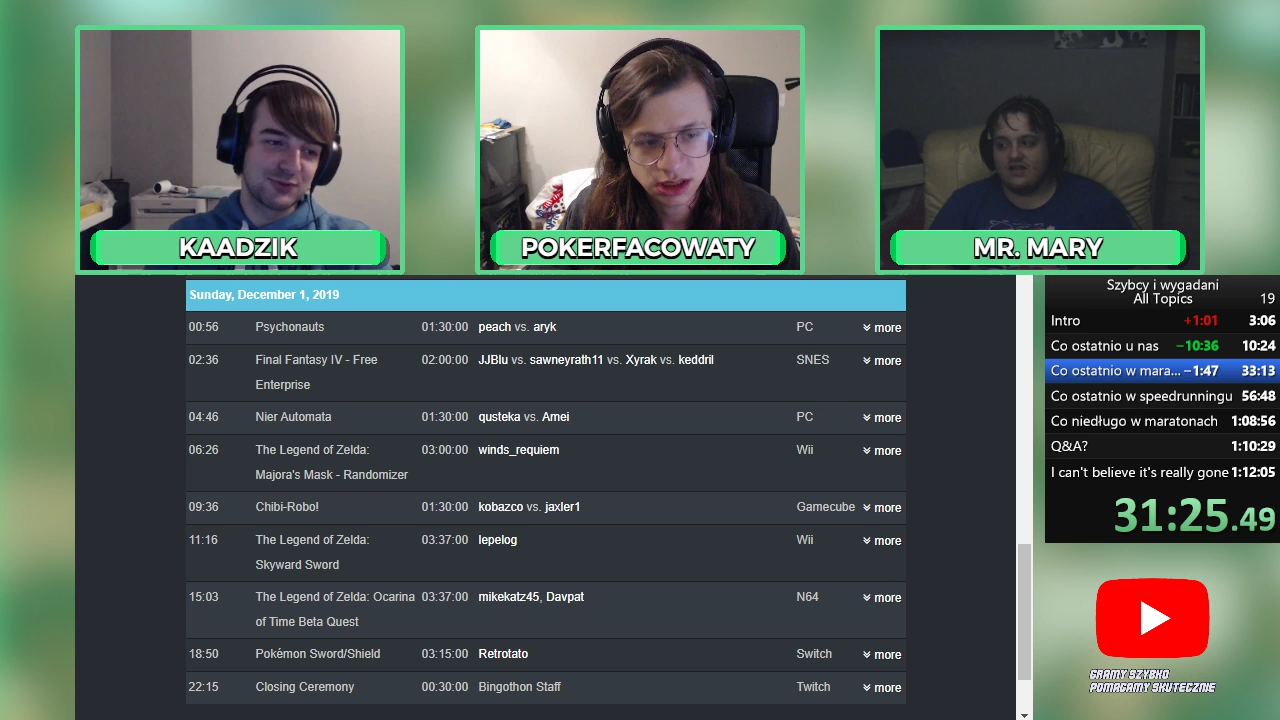 KAADZIK
POKERFACOWATY
MR. MARY
Sunday, December 1, 2019
00:56 Psychonauts 01:30:00 peach vs. aryk PC more
02:36 Final Fantasy IV - Free 02:00:00 JJBlu vs. sawneyrath11 vs. Xyrak vs. keddril SNES more
Enterprise
04:46 Nier Automata 01:30:00 qusteka vs. Amei PC more
06:26 The Legend of Zelda: 03:00:00 winds_requiem Wii more
Majora's Mask - Randomizer
09:36 Chibi-Robo! 01:30:00 kobazco vs. jaxler1 Gamecube more
11:16 The Legend of Zelda: 03:37:00 lepelog Wii more
Skyward Sword
15:03 The Legend of Zelda: Ocarina 03:37:00 mikekatz45, Davpat N64 more
of Time Beta Quest
18:50 Pokémon Sword/Shield 03:15:00 Retrotato Switch more
22:15 Closing Ceremony 00:30:00 Bingothon Staff Twitch more
Szybcy i wygadani
All Topics 19
Intro +1:01 3:06
Co ostatnio u nas −10:36 10:24
Co ostatnio w mara... −1:47 33:13
Co ostatnio w speedrunningu 56:48
Co niedługo w maratonach 1:08:56
Q&A? 1:10:29
I can't believe it's really gone 1:12:05
31:25.49
GRAMY SZYBKO
POMAGAMY SKUTECZNIE